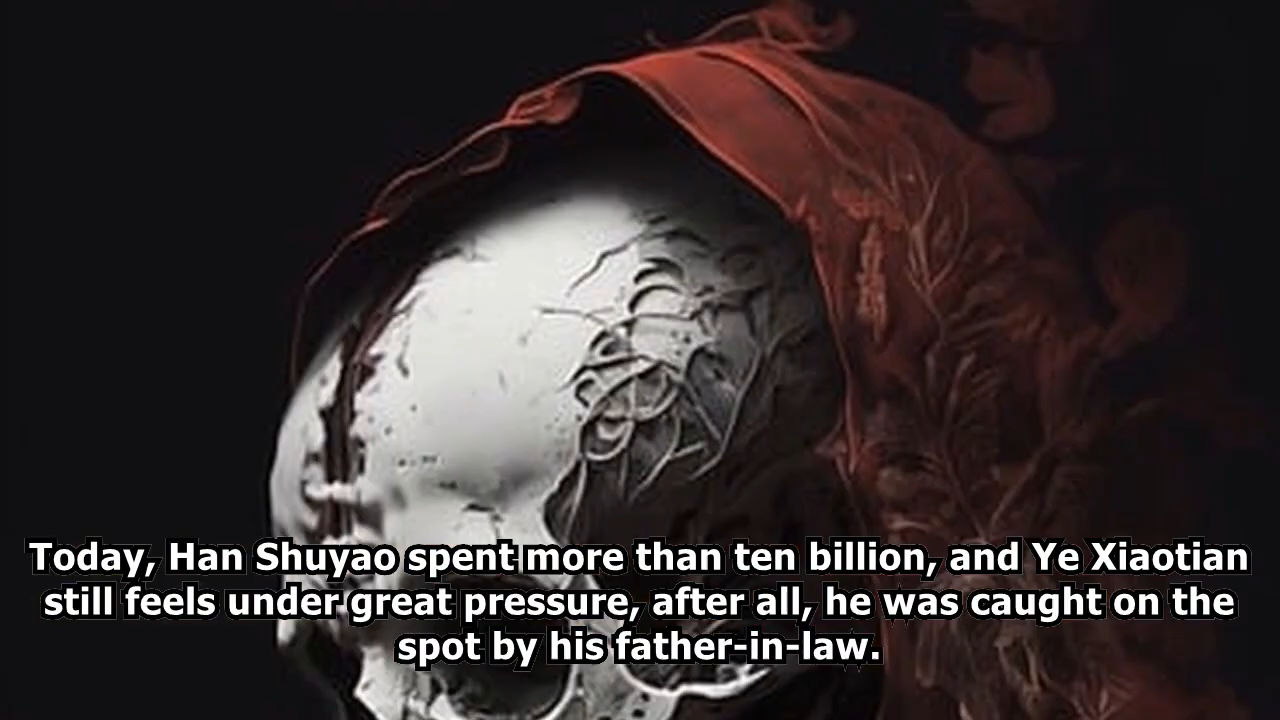 Today, Han Shuyao spent more than ten billion, and Ye Xiaotian
still feels under great pressure, after all, he was caught on the
spot by his father-in-law.